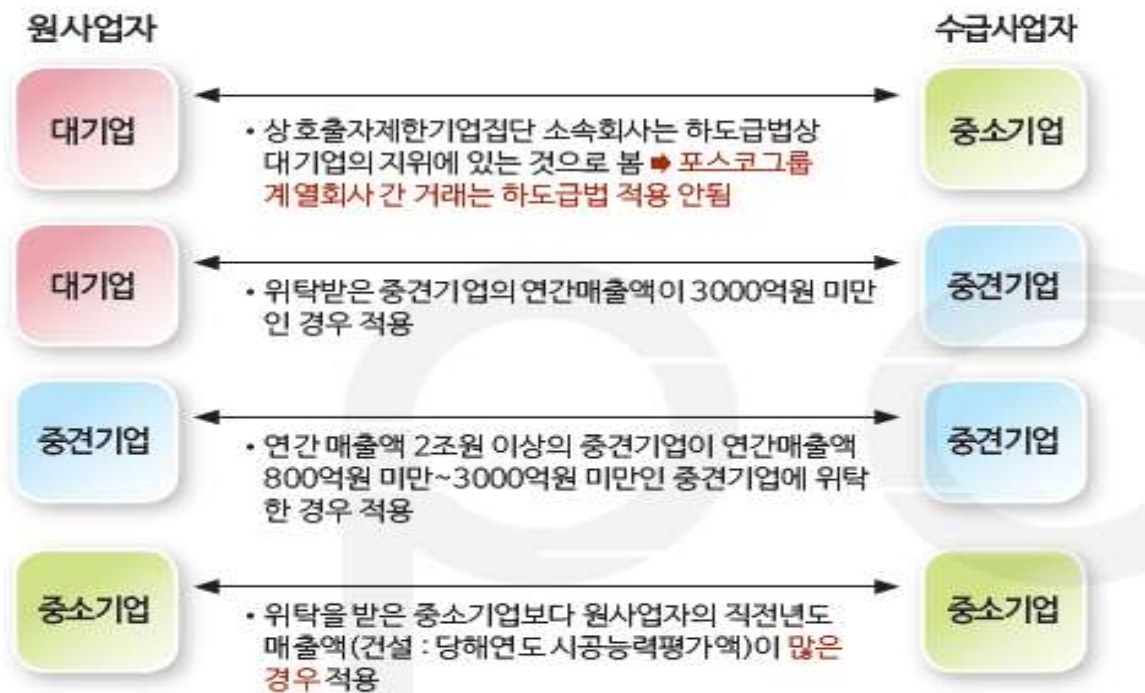 원사업자
수급사업자
대기업
• 상호출자제한기업집단 소속회사는 하도급법상
대기업의 지위에 있는 것으로 봄 ➡ 포스코그룹
계열회사 간 거래는 하도급법 적용 안됨
중소기업
대기업
• 위탁받은 중견기업의 연간매출액이 3000억원 미만
인 경우 적용
중견기업
중견기업
• 연간 매출액 2조원 이상의 중견기업이 연간매출액
800억원 미만~3000억원 미만인 중견기업에 위탁
한 경우 적용
중견기업
중소기업
• 위탁을 받은 중소기업보다 원사업자의 직전년도
매출액(건설 : 당해연도 시공능력평가액)이 많은
경우 적용
중소기업